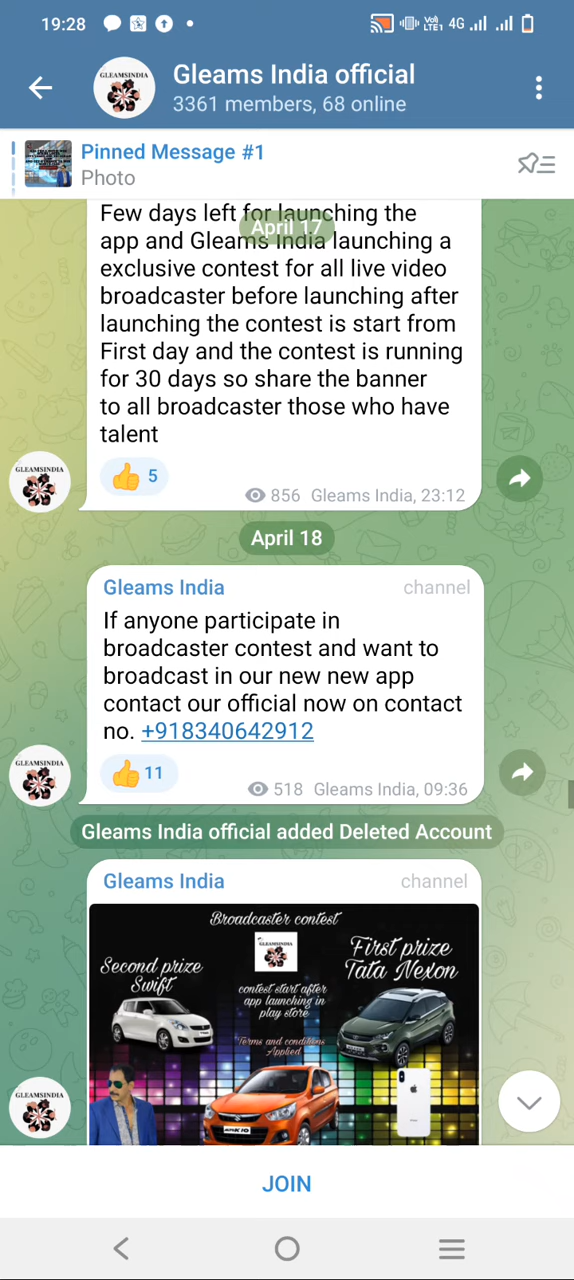 19:28
Vo)
LTE1
4G
GLEAMSINDIA
Gleams India official
3361 members, 68 online
Pinned Message #1
Photo
Few days left for launching the
April 17
app and Gleams India launching a
exclusive contest for all live video
broadcaster before launching after
launching the contest is start from
First day and the contest is running
for 30 days so share the banner
to all broadcaster those who have
talent
👍 5
856 Gleams India, 23:12
GLEAMSINDIA
April 18
Gleams India channel
If anyone participate in
broadcaster contest and want to
broadcast in our new new app
contact our official now on contact
no. +918340642912
👍 11
518 Gleams India, 09:36
GLEAMSINDIA
Gleams India official added Deleted Account
Gleams India channel
Broadcaster contest
GLEAMSINDIA
Second prize
Swift
First prize
Tata Nexon
contest start after
app launching in
play store
Terms and conditions
Applied
GLEAMSINDIA
JOIN